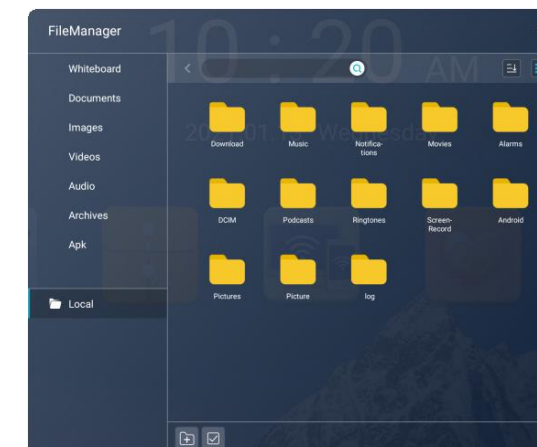 FileManager
10 : 20 AM
Whiteboard
Documents
Images
Videos
Audio
Archives
Apk
Local
Wednesday
Download
Music
Notifica-
tions
Movies
Alarms
DCIM
Podcasts
Ringtones
Screen-
Record
Android
Pictures
Picture
log